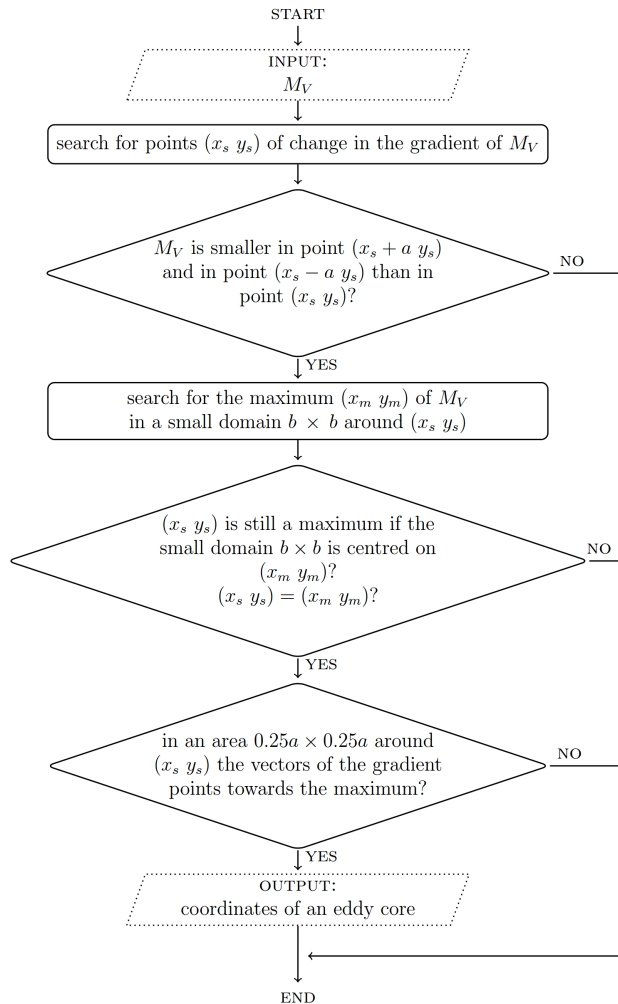 START
INPUT:
$M_V$
search for points $(x_s\ y_s)$ of change in the gradient of $M_V$
$M_V$ is smaller in point $(x_s + a\ y_s)$
and in point $(x_s - a\ y_s)$ than in
point $(x_s\ y_s)$?
NO
YES
search for the maximum $(x_m\ y_m)$ of $M_V$
in a small domain $b \times b$ around $(x_s\ y_s)$
$(x_s\ y_s)$ is still a maximum if the
small domain $b \times b$ is centred on
$(x_m\ y_m)$?
$(x_s\ y_s) = (x_m\ y_m)$?
NO
YES
in an area $0.25a \times 0.25a$ around
$(x_s\ y_s)$ the vectors of the gradient
points towards the maximum?
NO
YES
OUTPUT:
coordinates of an eddy core
END